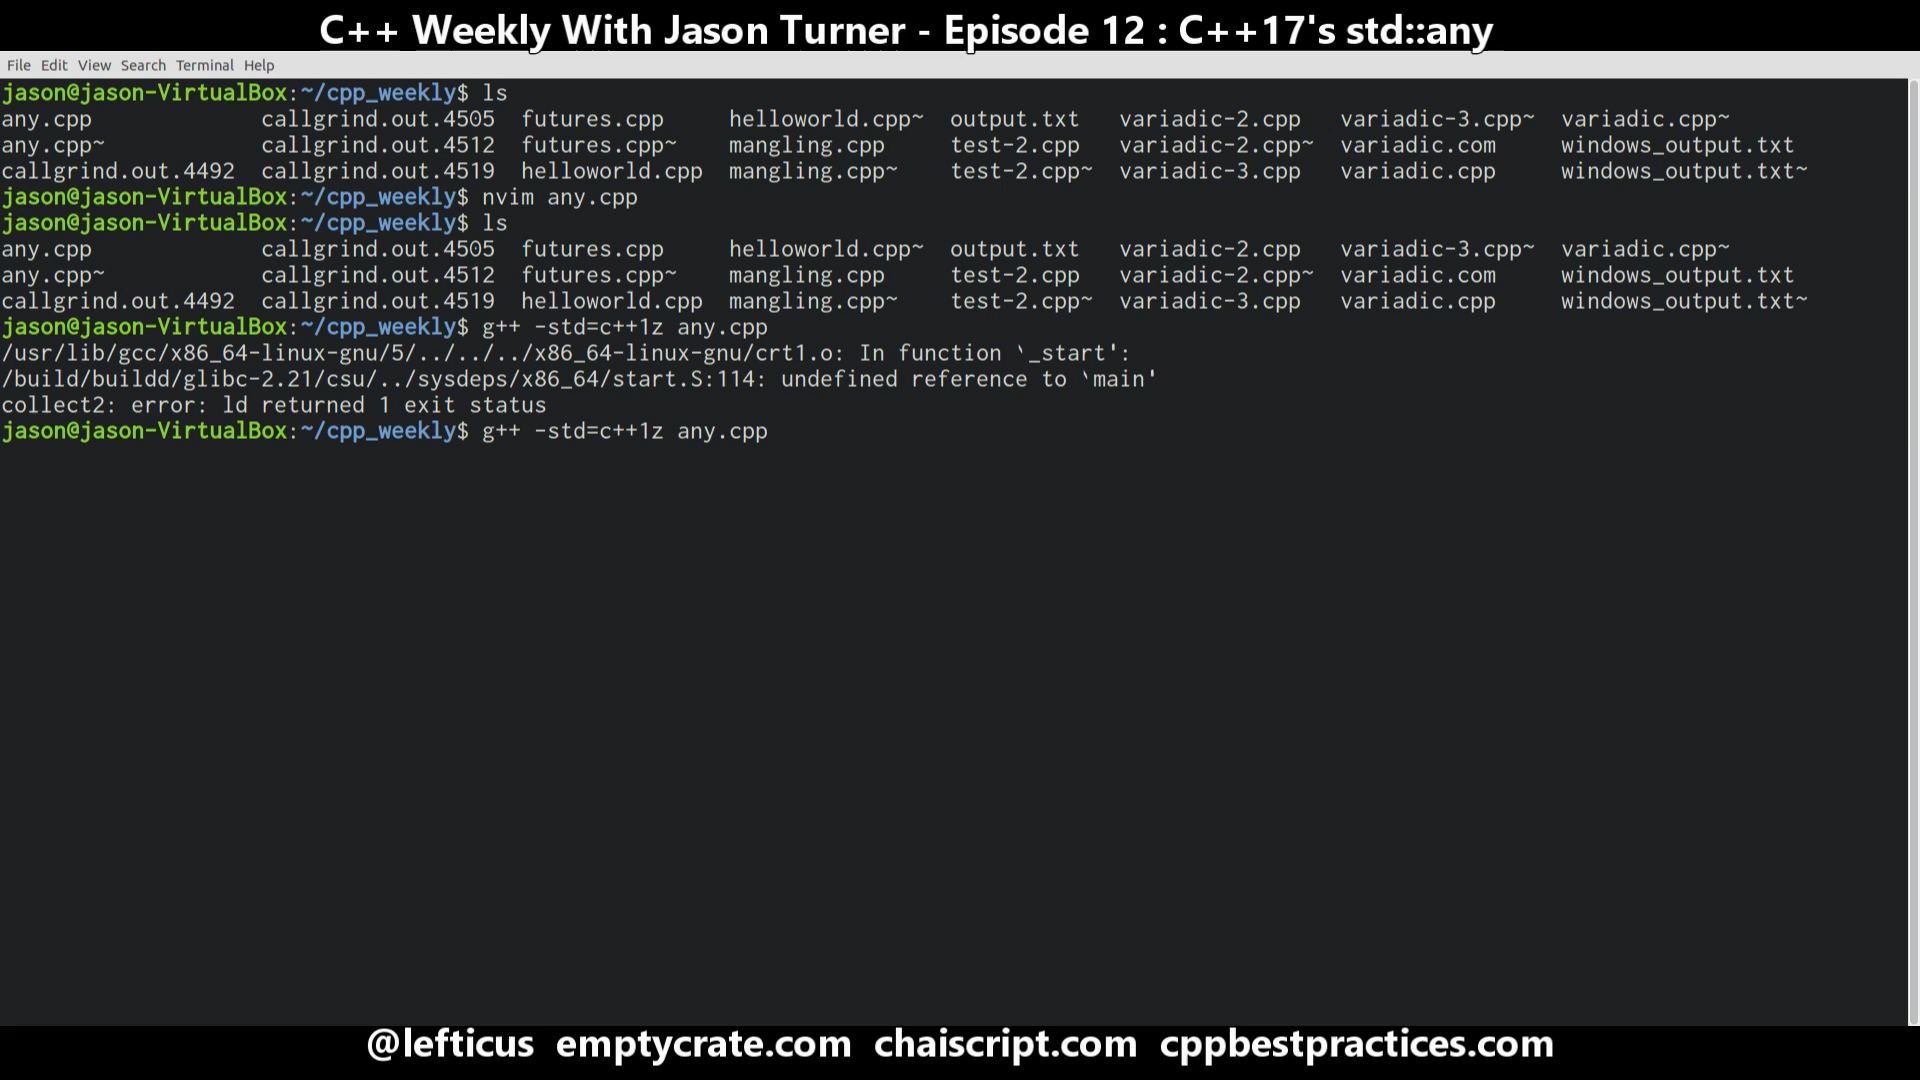 C++ Weekly With Jason Turner - Episode 12 : C++17's std::any
File Edit View Search Terminal Help
jason@jason-VirtualBox:~/cpp_weekly$ ls
any.cpp callgrind.out.4505 futures.cpp helloworld.cpp~ output.txt variadic-2.cpp variadic-3.cpp~ variadic.cpp~
any.cpp~ callgrind.out.4512 futures.cpp~ mangling.cpp test-2.cpp variadic-2.cpp~ variadic.com windows_output.txt
callgrind.out.4492 callgrind.out.4519 helloworld.cpp mangling.cpp~ test-2.cpp~ variadic-3.cpp variadic.cpp windows_output.txt~
jason@jason-VirtualBox:~/cpp_weekly$ nvim any.cpp
jason@jason-VirtualBox:~/cpp_weekly$ ls
any.cpp callgrind.out.4505 futures.cpp helloworld.cpp~ output.txt variadic-2.cpp variadic-3.cpp~ variadic.cpp~
any.cpp~ callgrind.out.4512 futures.cpp~ mangling.cpp test-2.cpp variadic-2.cpp~ variadic.com windows_output.txt
callgrind.out.4492 callgrind.out.4519 helloworld.cpp mangling.cpp~ test-2.cpp~ variadic-3.cpp variadic.cpp windows_output.txt~
jason@jason-VirtualBox:~/cpp_weekly$ g++ -std=c++1z any.cpp
/usr/lib/gcc/x86_64-linux-gnu/5/../../../x86_64-linux-gnu/crt1.o: In function `_start':
/build/buildd/glibc-2.21/csu/../sysdeps/x86_64/start.S:114: undefined reference to `main'
collect2: error: ld returned 1 exit status
jason@jason-VirtualBox:~/cpp_weekly$ g++ -std=c++1z any.cpp
@lefticus emptycrate.com chaiscript.com cppbestpractices.com